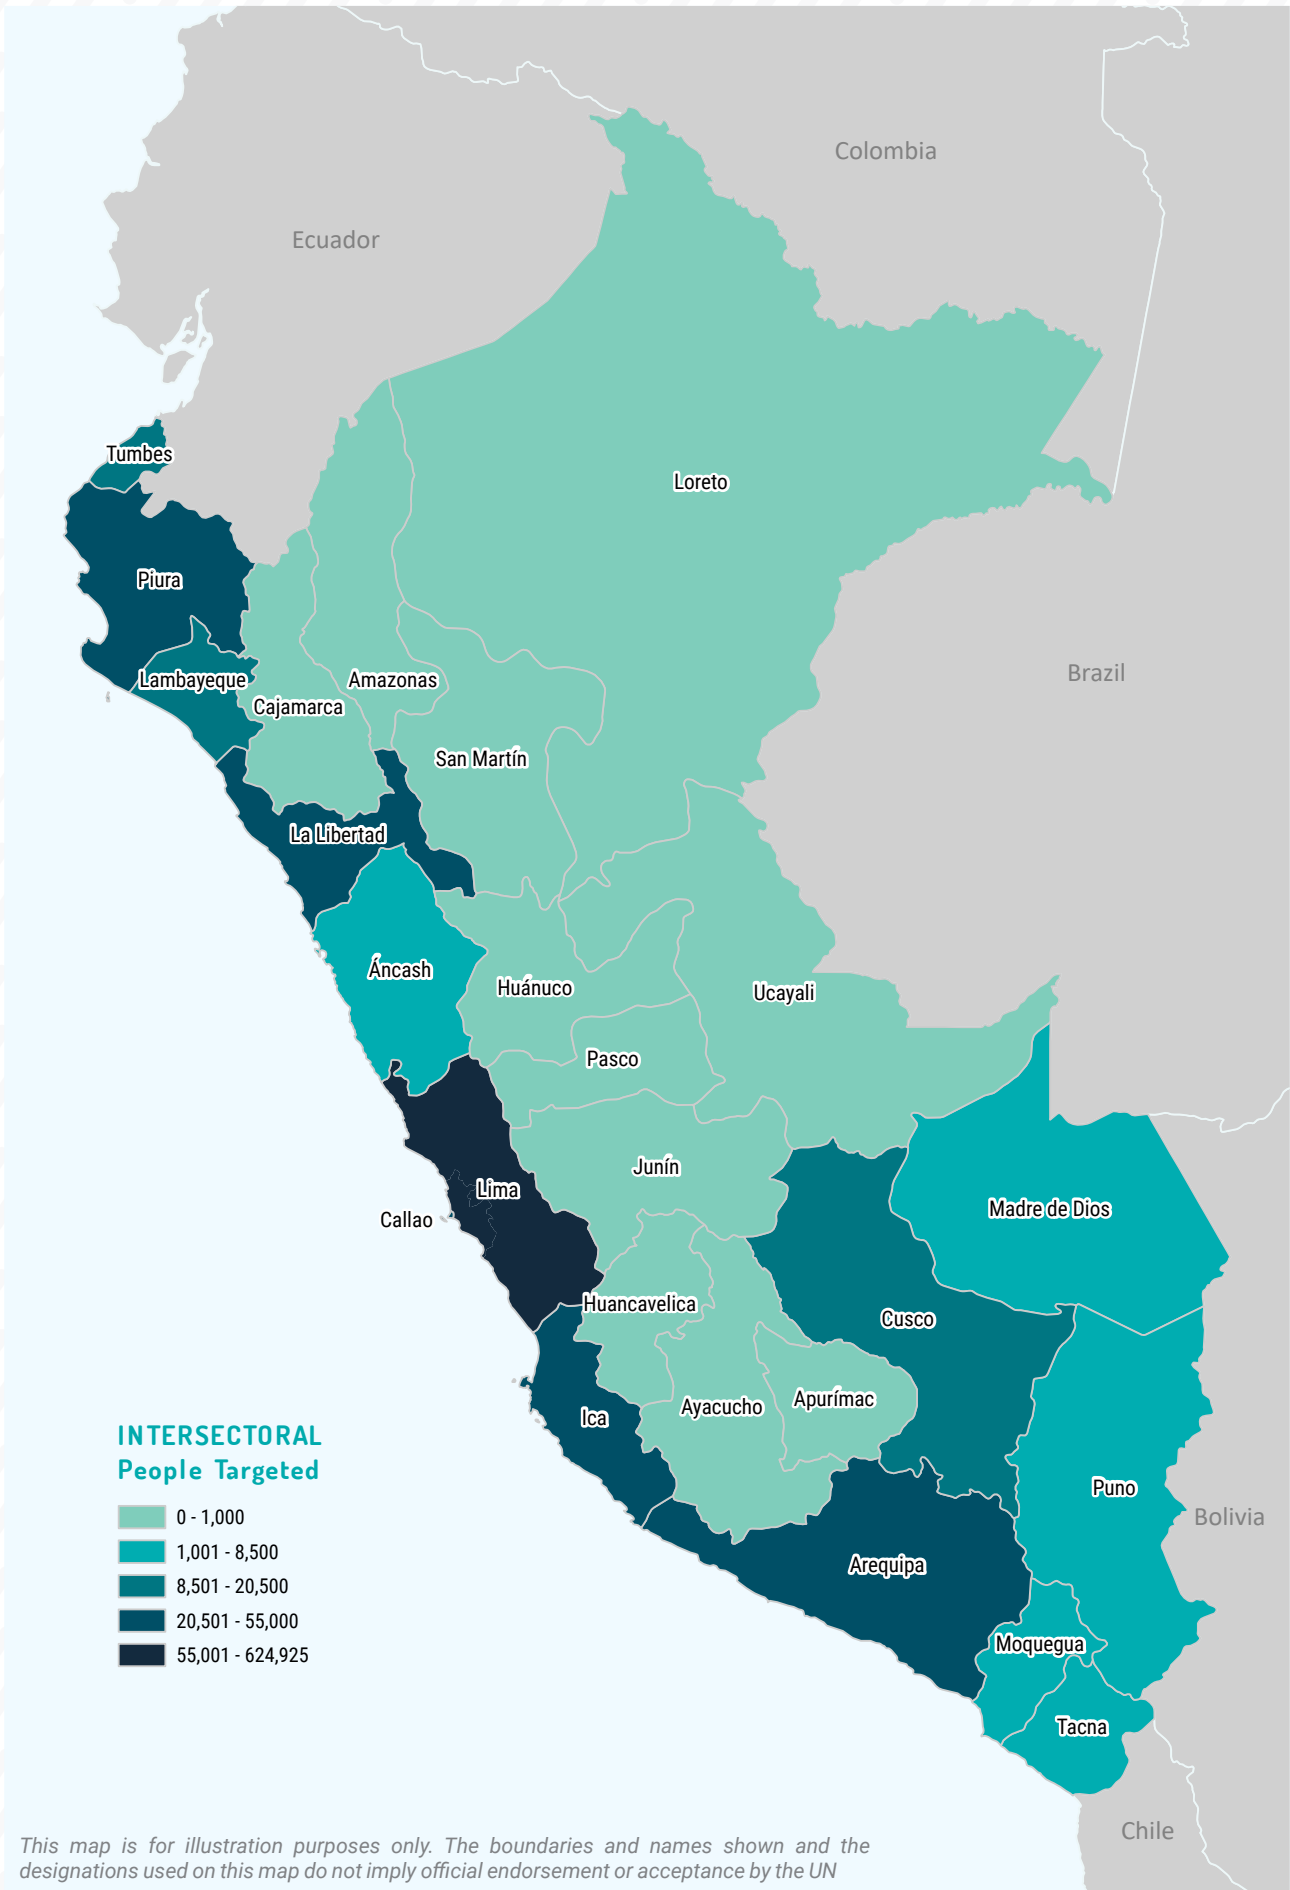 Colombia
Ecuador
Tumbes
Loreto
Piura
Brazil
Lambayeque
Amazonas
Cajamarca
San Martín
La Libertad
Áncash
Huánuco
Ucayali
Pasco
Junín
Lima
Madre de Dios
Callao
Huancavelica
Cusco
Apurímac
Ayacucho
Ica
Puno
Bolivia
Arequipa
Moquegua
Tacna
Chile
INTERSECTORAL
People Targeted
0 - 1,000
1,001 - 8,500
8,501 - 20,500
20,501 - 55,000
55,001 - 624,925
This map is for illustration purposes only. The boundaries and names shown and the
designations used on this map do not imply official endorsement or acceptance by the UN